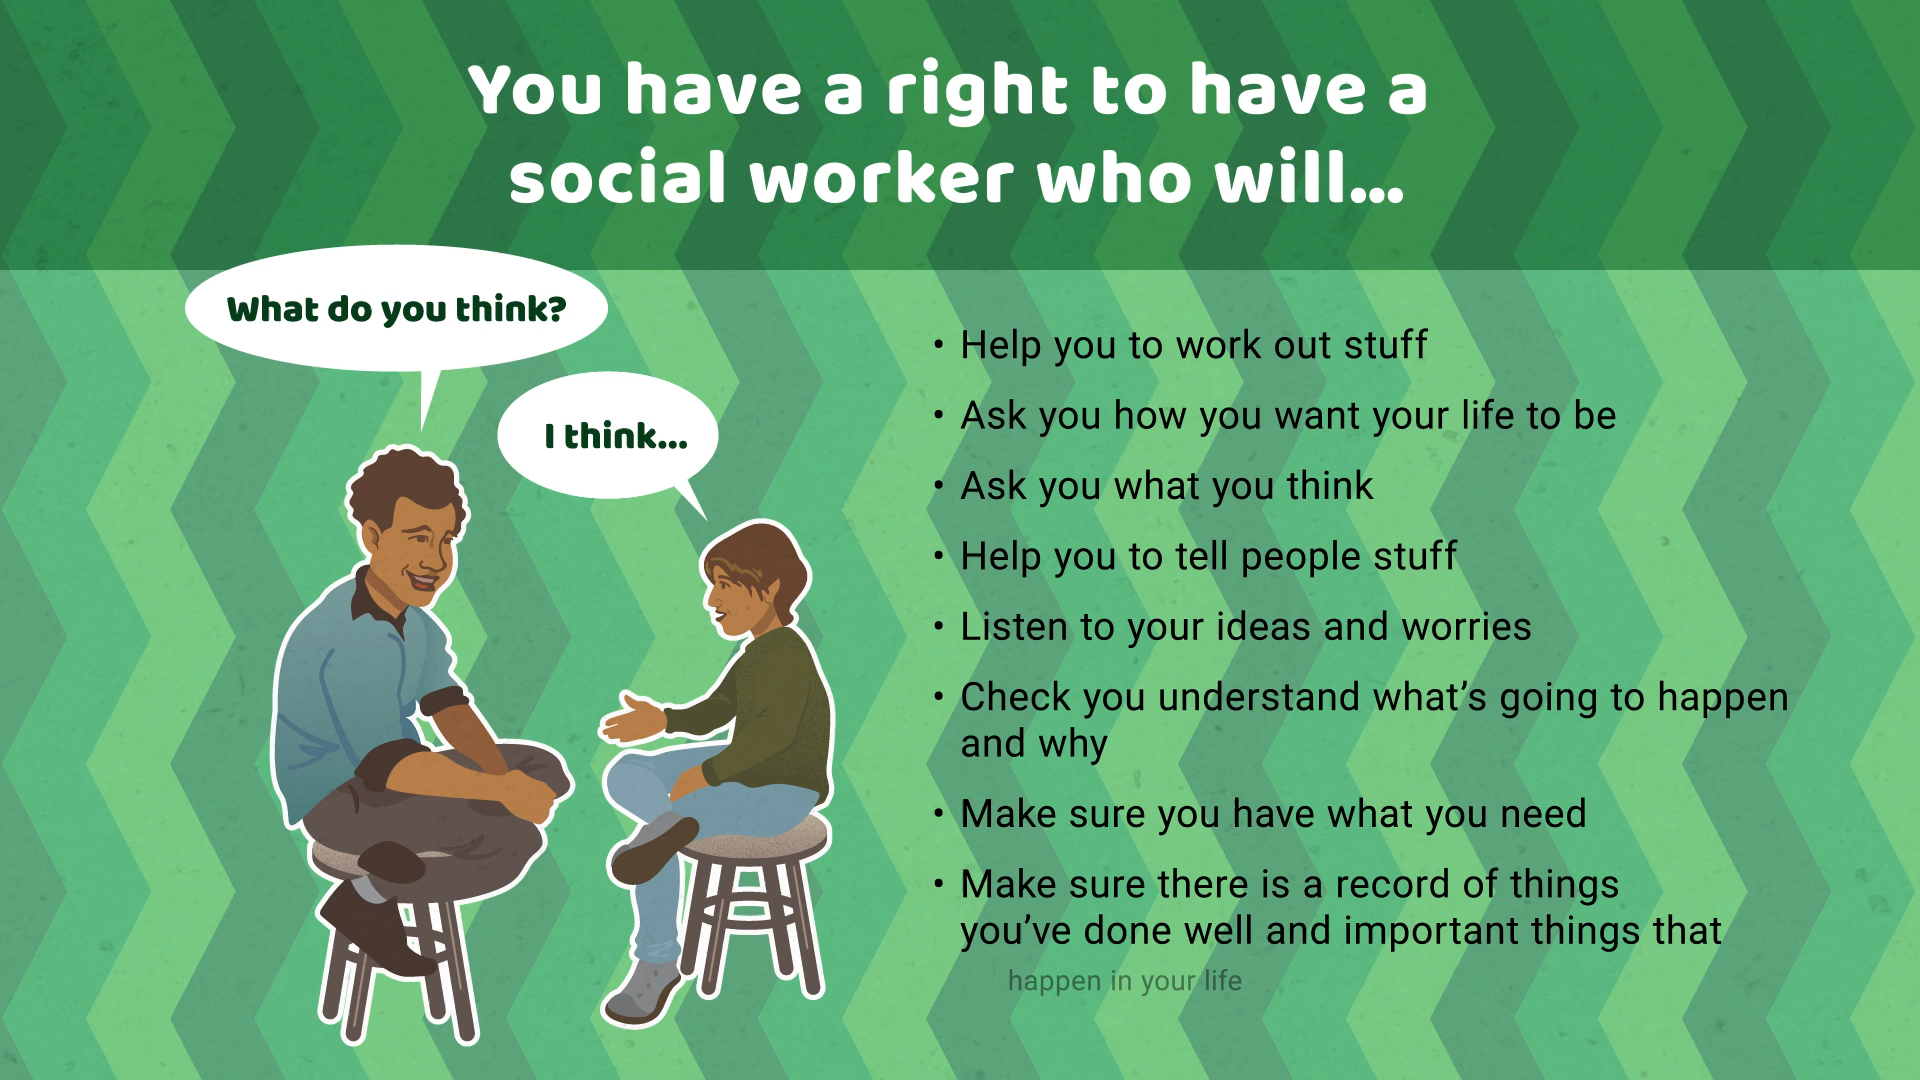 You have a right to have a
social worker who will...
What do you think?
I think...
• Help you to work out stuff
• Ask you how you want your life to be
• Ask you what you think
• Help you to tell people stuff
• Listen to your ideas and worries
• Check you understand what’s going to happen
and why
• Make sure you have what you need
• Make sure there is a record of things
you’ve done well and important things that
happen in your life